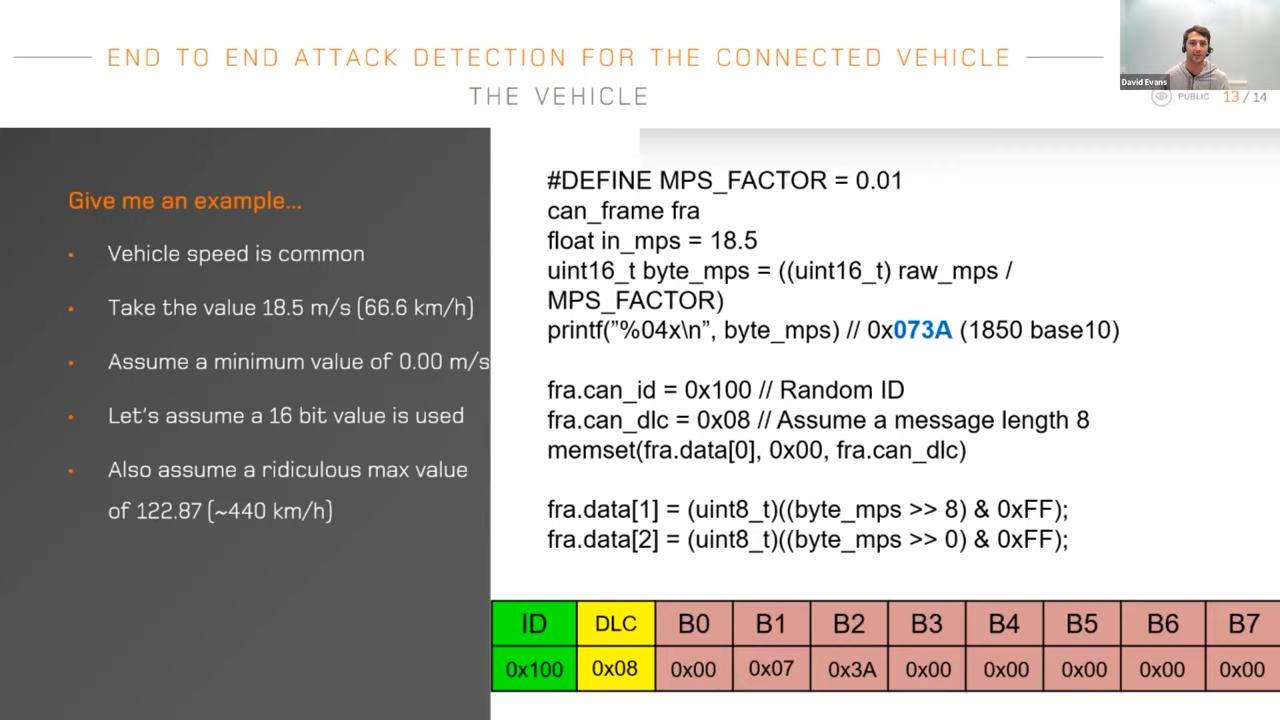 END TO END ATTACK DETECTION FOR THE CONNECTED VEHICLE
THE VEHICLE
David Evans
PUBLIC 13 / 14
Give me an example...
• Vehicle speed is common
• Take the value 18.5 m/s (66.6 km/h)
• Assume a minimum value of 0.00 m/s
• Let's assume a 16 bit value is used
• Also assume a ridiculous max value
of 122.87 (~440 km/h)
#DEFINE MPS_FACTOR = 0.01
can_frame fra
float in_mps = 18.5
uint16_t byte_mps = ((uint16_t) raw_mps /
MPS_FACTOR)
printf(”%04x\n”, byte_mps) // 0x073A (1850 base10)
fra.can_id = 0x100 // Random ID
fra.can_dlc = 0x08 // Assume a message length 8
memset(fra.data[0], 0x00, fra.can_dlc)
fra.data[1] = (uint8_t)((byte_mps >> 8) & 0xFF);
fra.data[2] = (uint8_t)((byte_mps >> 0) & 0xFF);
ID DLC B0 B1 B2 B3 B4 B5 B6 B7
0x100 0x08 0x00 0x07 0x3A 0x00 0x00 0x00 0x00 0x00